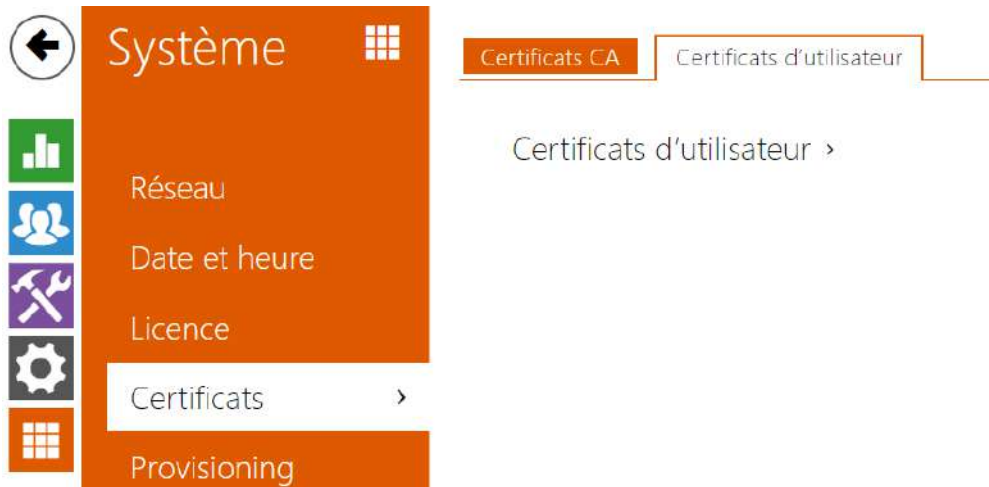 Système
Réseau
Date et heure
Licence
Certificats
Provisioning
Certificats CA
Certificats d'utilisateur
Certificats d'utilisateur ›